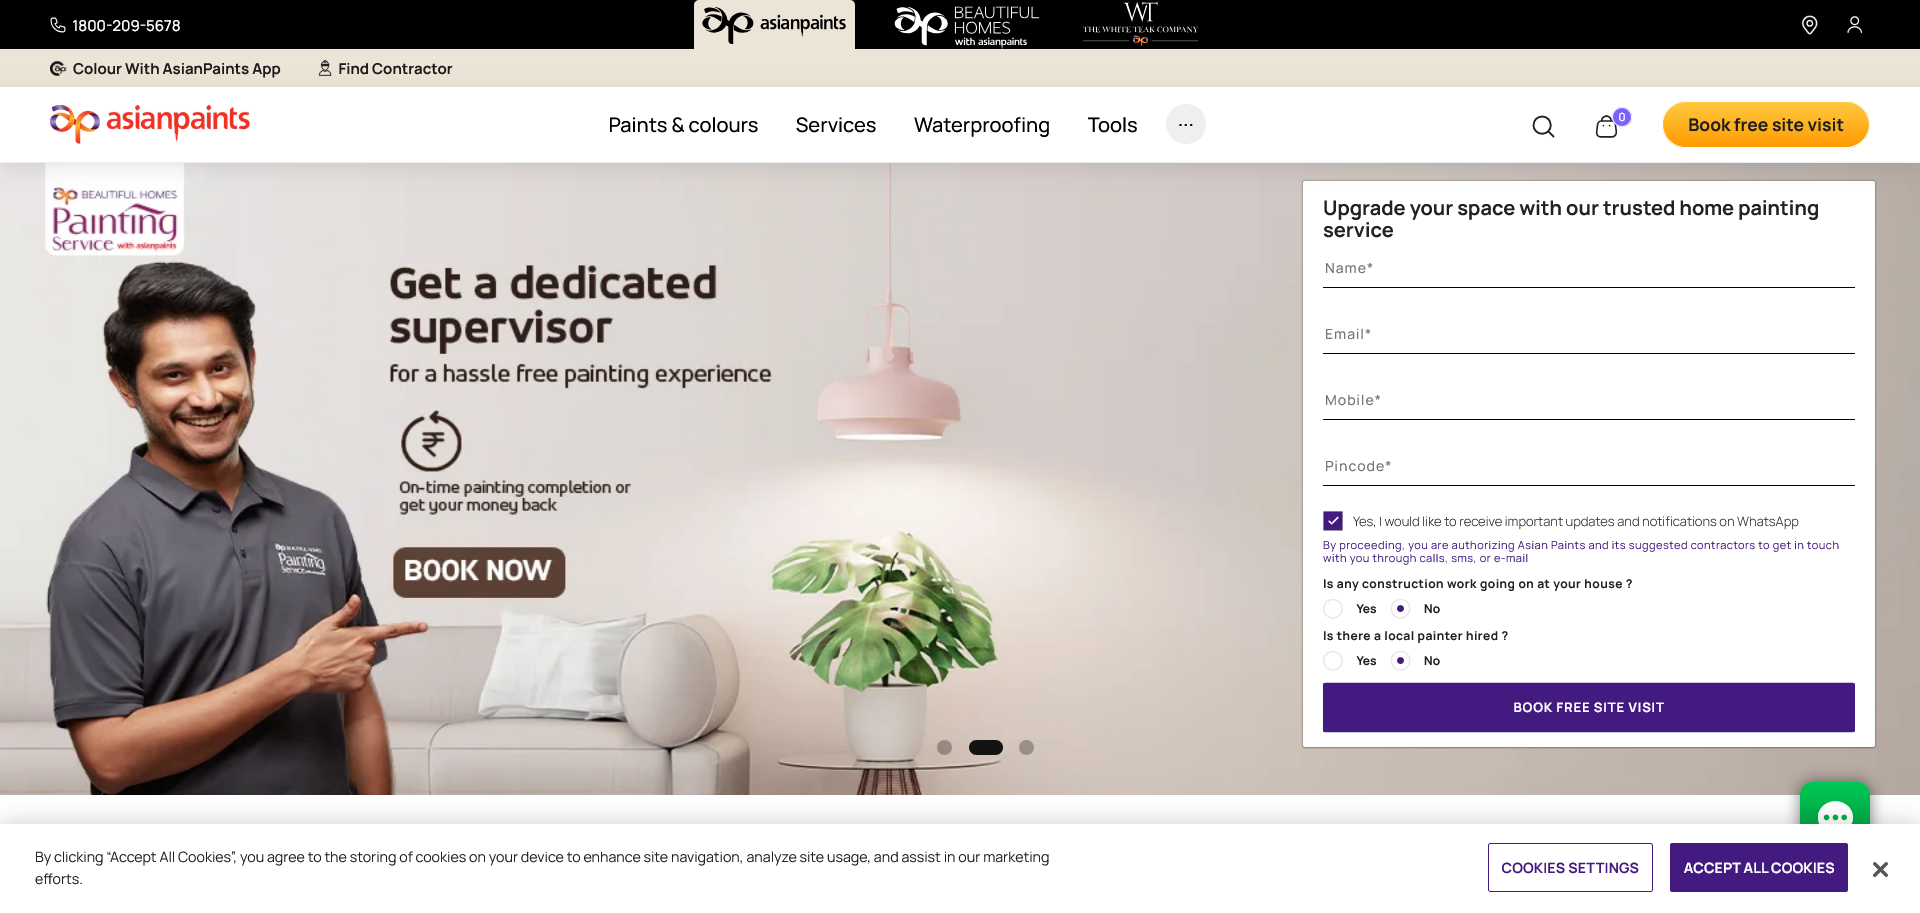 1800-209-5678
asianpaints
BEAUTIFUL
HOMES
with asianpaints
WT
THE WHITE TEAK COMPANY
Colour With AsianPaints App
Find Contractor
asianpaints
Paints & colours
Services
Waterproofing
Tools
...
0
Book free site visit
BEAUTIFUL HOMES
Painting
Service with asianpaints
Get a dedicated
supervisor
for a hassle free painting experience
₹
On-time painting completion or
get your money back
BOOK NOW
BEAUTIFUL HOMES
Painting
Service
Upgrade your space with our trusted home painting
service
Name*
Email*
Mobile*
Pincode*
Yes, I would like to receive important updates and notifications on WhatsApp
By proceeding, you are authorizing Asian Paints and its suggested contractors to get in touch
with you through calls, sms, or e-mail
Is any construction work going on at your house ?
Yes No
Is there a local painter hired ?
Yes No
BOOK FREE SITE VISIT
By clicking “Accept All Cookies”, you agree to the storing of cookies on your device to enhance site navigation, analyze site usage, and assist in our marketing
efforts.
COOKIES SETTINGS
ACCEPT ALL COOKIES